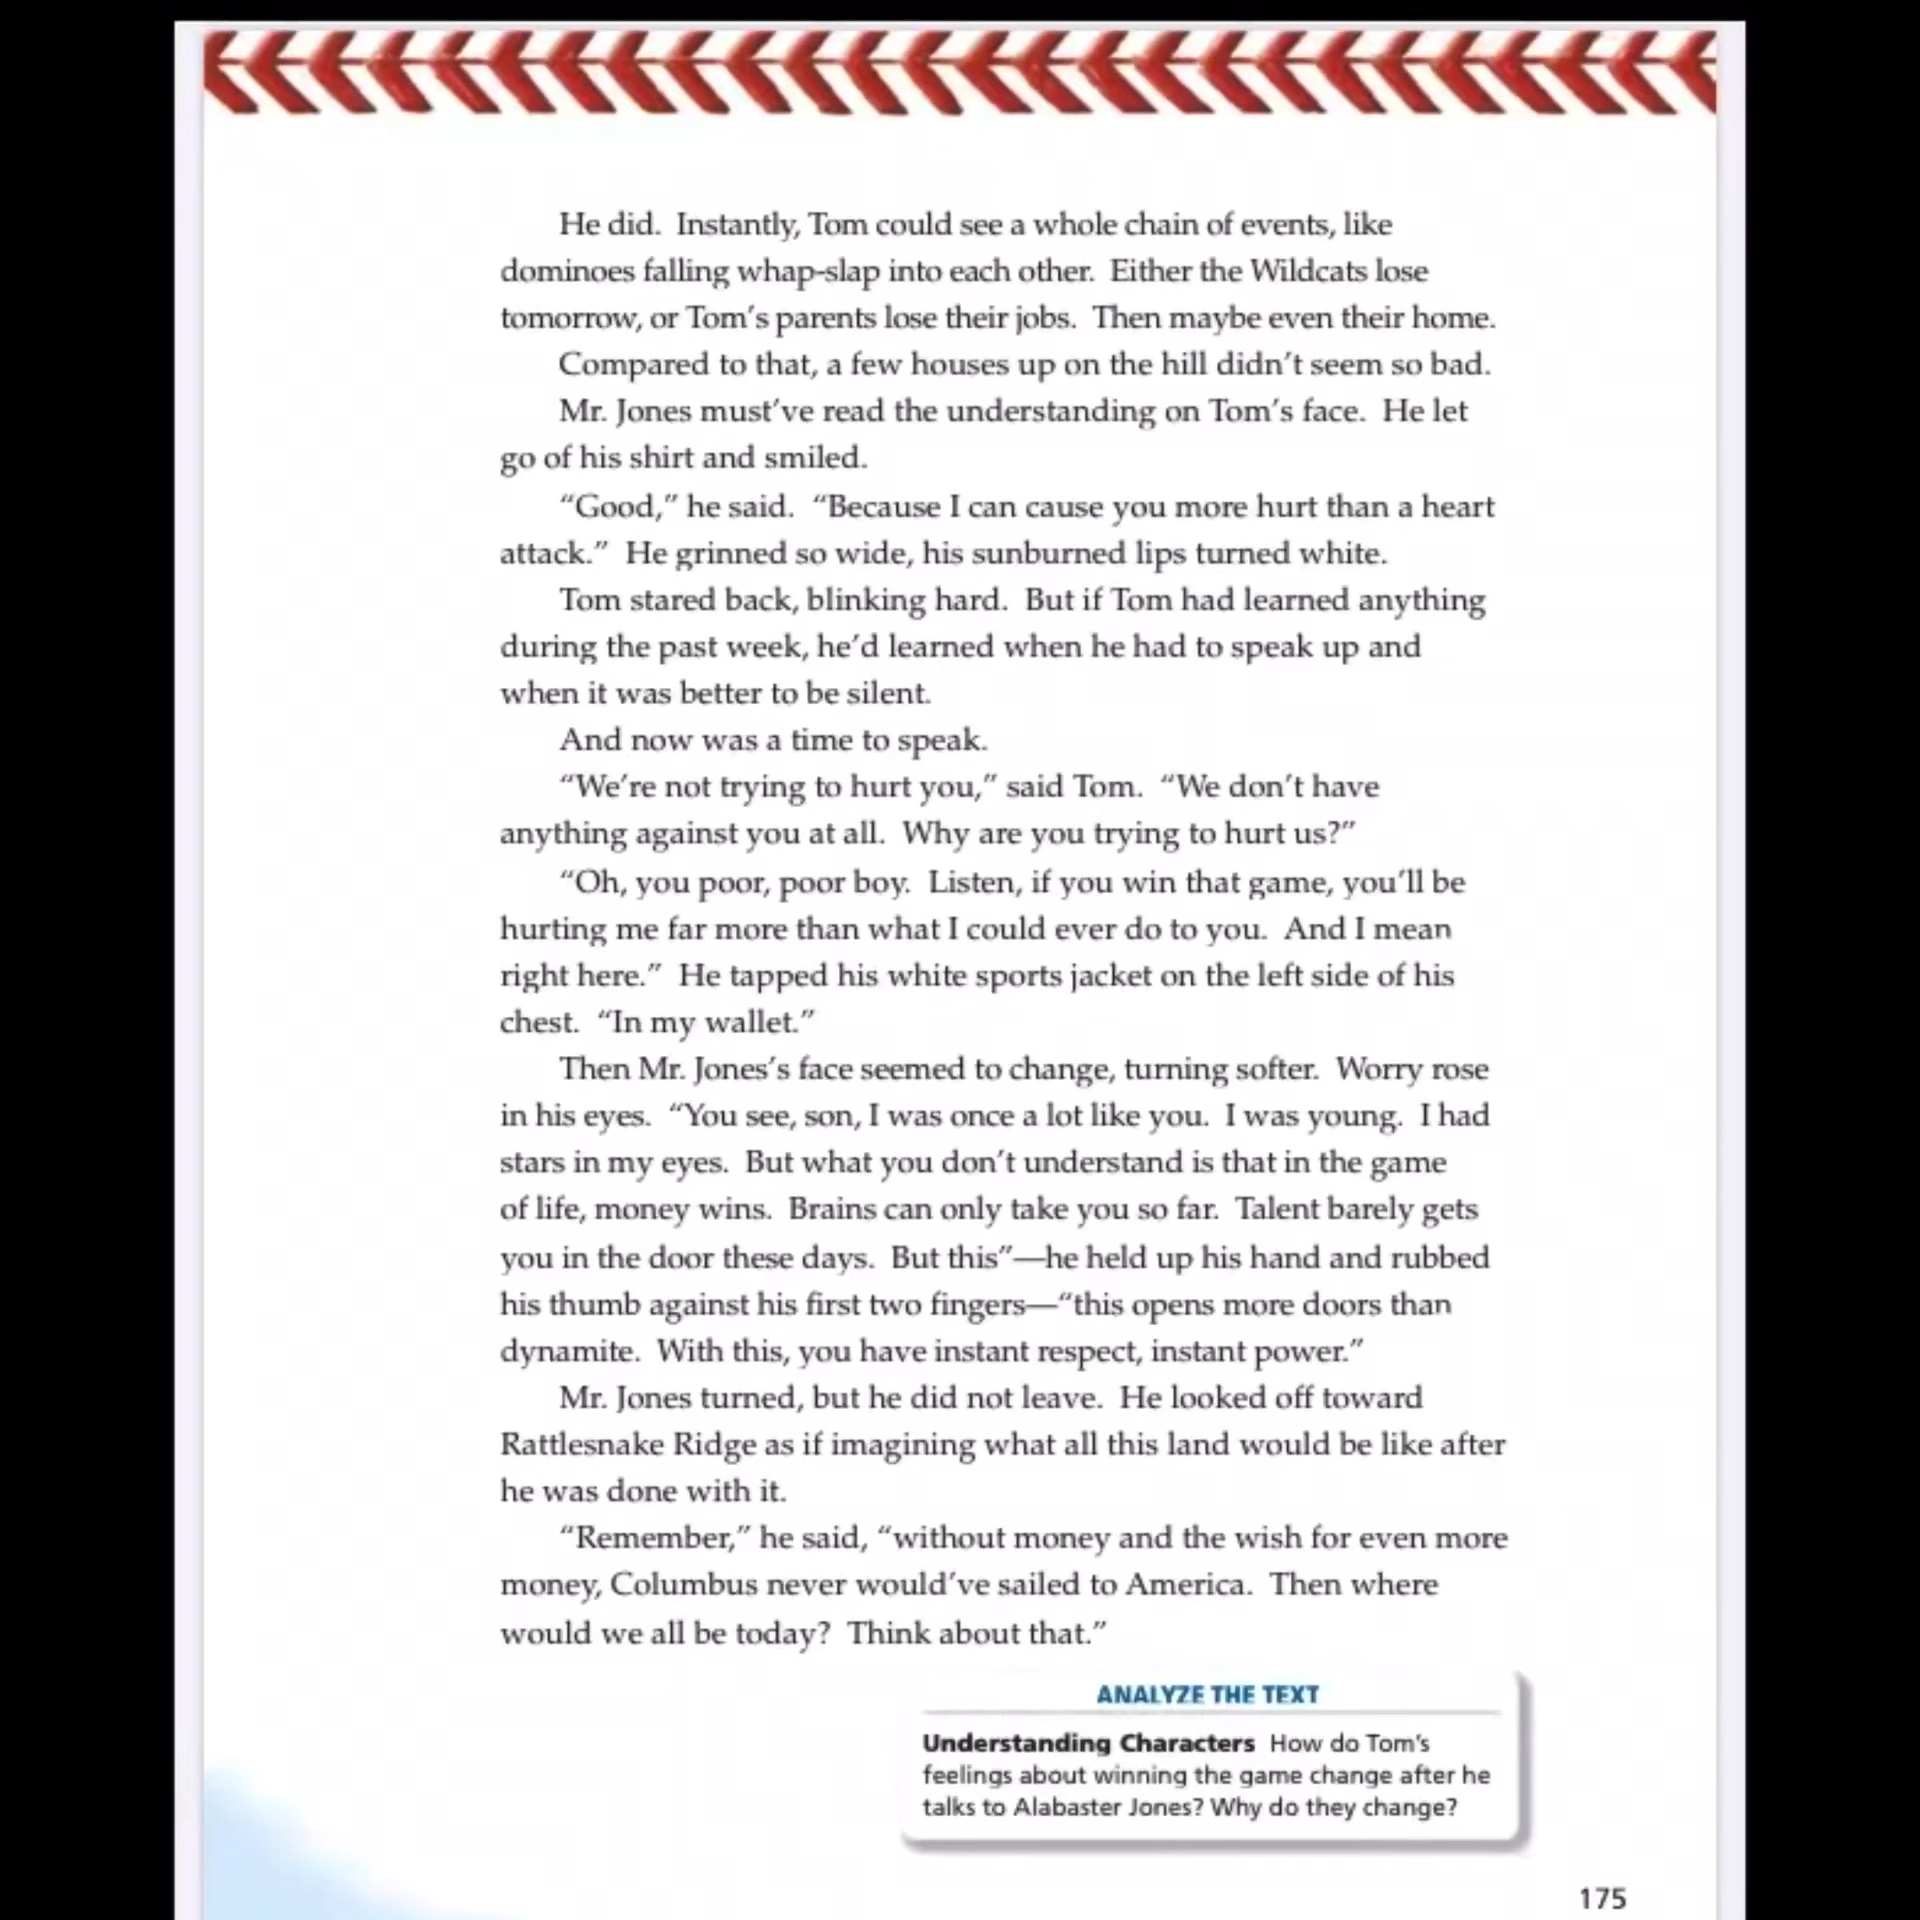 He did. Instantly, Tom could see a whole chain of events, like
dominoes falling whap-slap into each other. Either the Wildcats lose
tomorrow, or Tom’s parents lose their jobs. Then maybe even their home.
Compared to that, a few houses up on the hill didn’t seem so bad.
Mr. Jones must’ve read the understanding on Tom’s face. He let
go of his shirt and smiled.
“Good,” he said. “Because I can cause you more hurt than a heart
attack.” He grinned so wide, his sunburned lips turned white.
Tom stared back, blinking hard. But if Tom had learned anything
during the past week, he’d learned when he had to speak up and
when it was better to be silent.
And now was a time to speak.
“We’re not trying to hurt you,” said Tom. “We don’t have
anything against you at all. Why are you trying to hurt us?”
“Oh, you poor, poor boy. Listen, if you win that game, you’ll be
hurting me far more than what I could ever do to you. And I mean
right here.” He tapped his white sports jacket on the left side of his
chest. “In my wallet.”
Then Mr. Jones’s face seemed to change, turning softer. Worry rose
in his eyes. “You see, son, I was once a lot like you. I was young. I had
stars in my eyes. But what you don’t understand is that in the game
of life, money wins. Brains can only take you so far. Talent barely gets
you in the door these days. But this”—he held up his hand and rubbed
his thumb against his first two fingers—“this opens more doors than
dynamite. With this, you have instant respect, instant power.”
Mr. Jones turned, but he did not leave. He looked off toward
Rattlesnake Ridge as if imagining what all this land would be like after
he was done with it.
“Remember,” he said, “without money and the wish for even more
money, Columbus never would’ve sailed to America. Then where
would we all be today? Think about that.”
ANALYZE THE TEXT
Understanding Characters How do Tom’s
feelings about winning the game change after he
talks to Alabaster Jones? Why do they change?
175